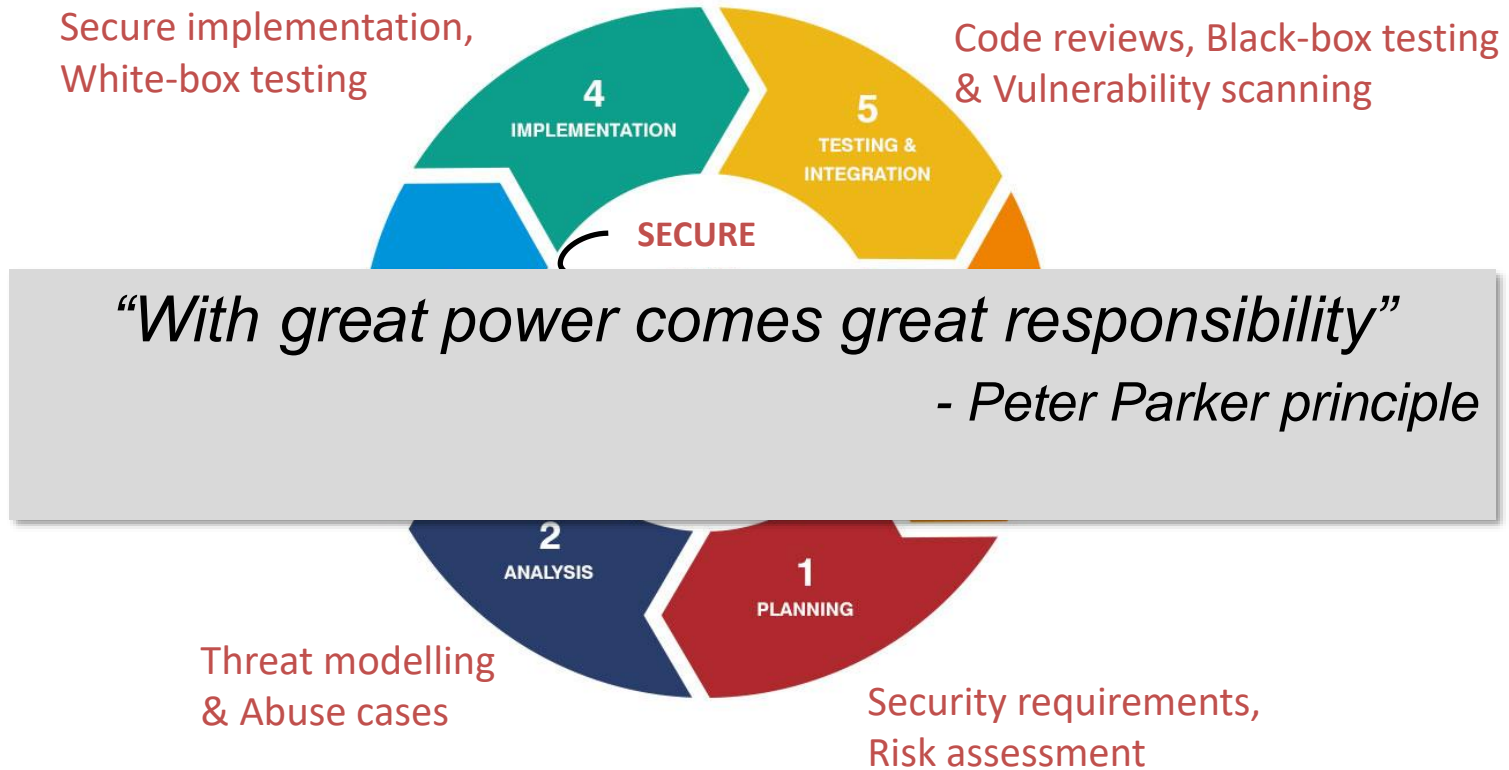 Secure implementation,
White-box testing
Code reviews, Black-box testing
& Vulnerability scanning
4
IMPLEMENTATION
5
TESTING &
INTEGRATION
SECURE
“With great power comes great responsibility”
- Peter Parker principle
2
ANALYSIS
1
PLANNING
Threat modelling
& Abuse cases
Security requirements,
Risk assessment